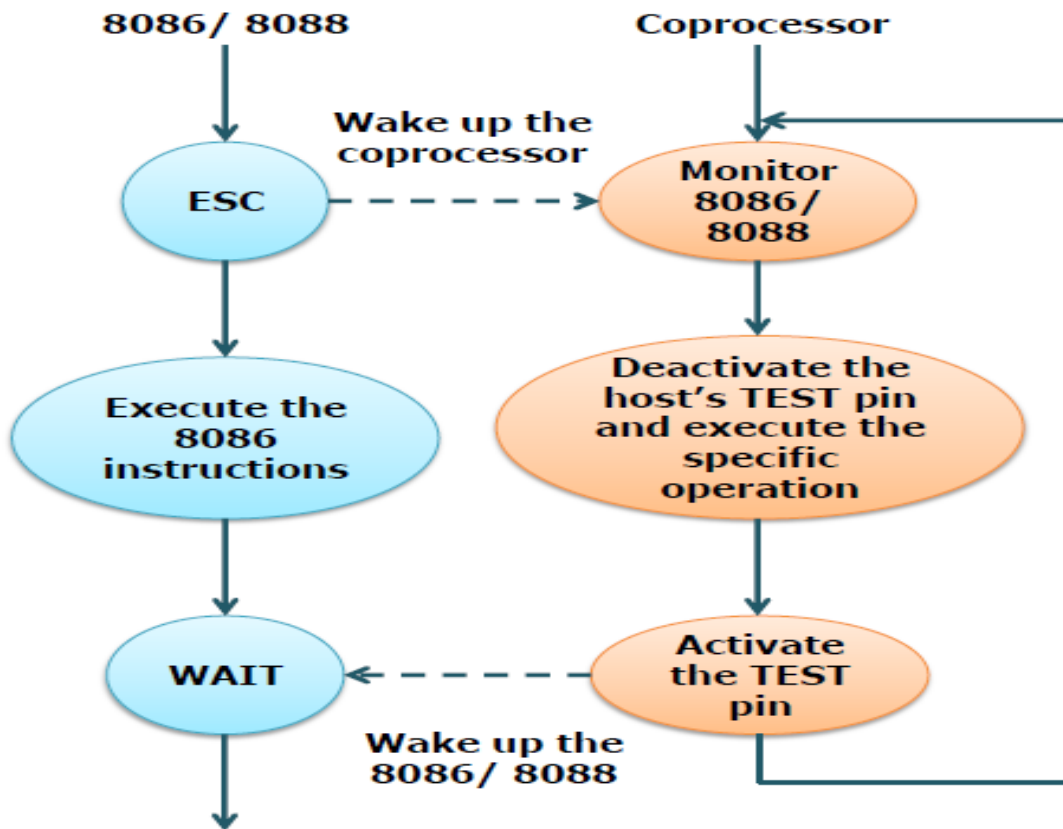 8086/ 8088
Coprocessor
Wake up the
coprocessor
ESC
Monitor
8086/
8088
Execute the
8086
instructions
Deactivate the
host’s TEST pin
and execute the
specific
operation
WAIT
Activate
the TEST
pin
Wake up the
8086/ 8088